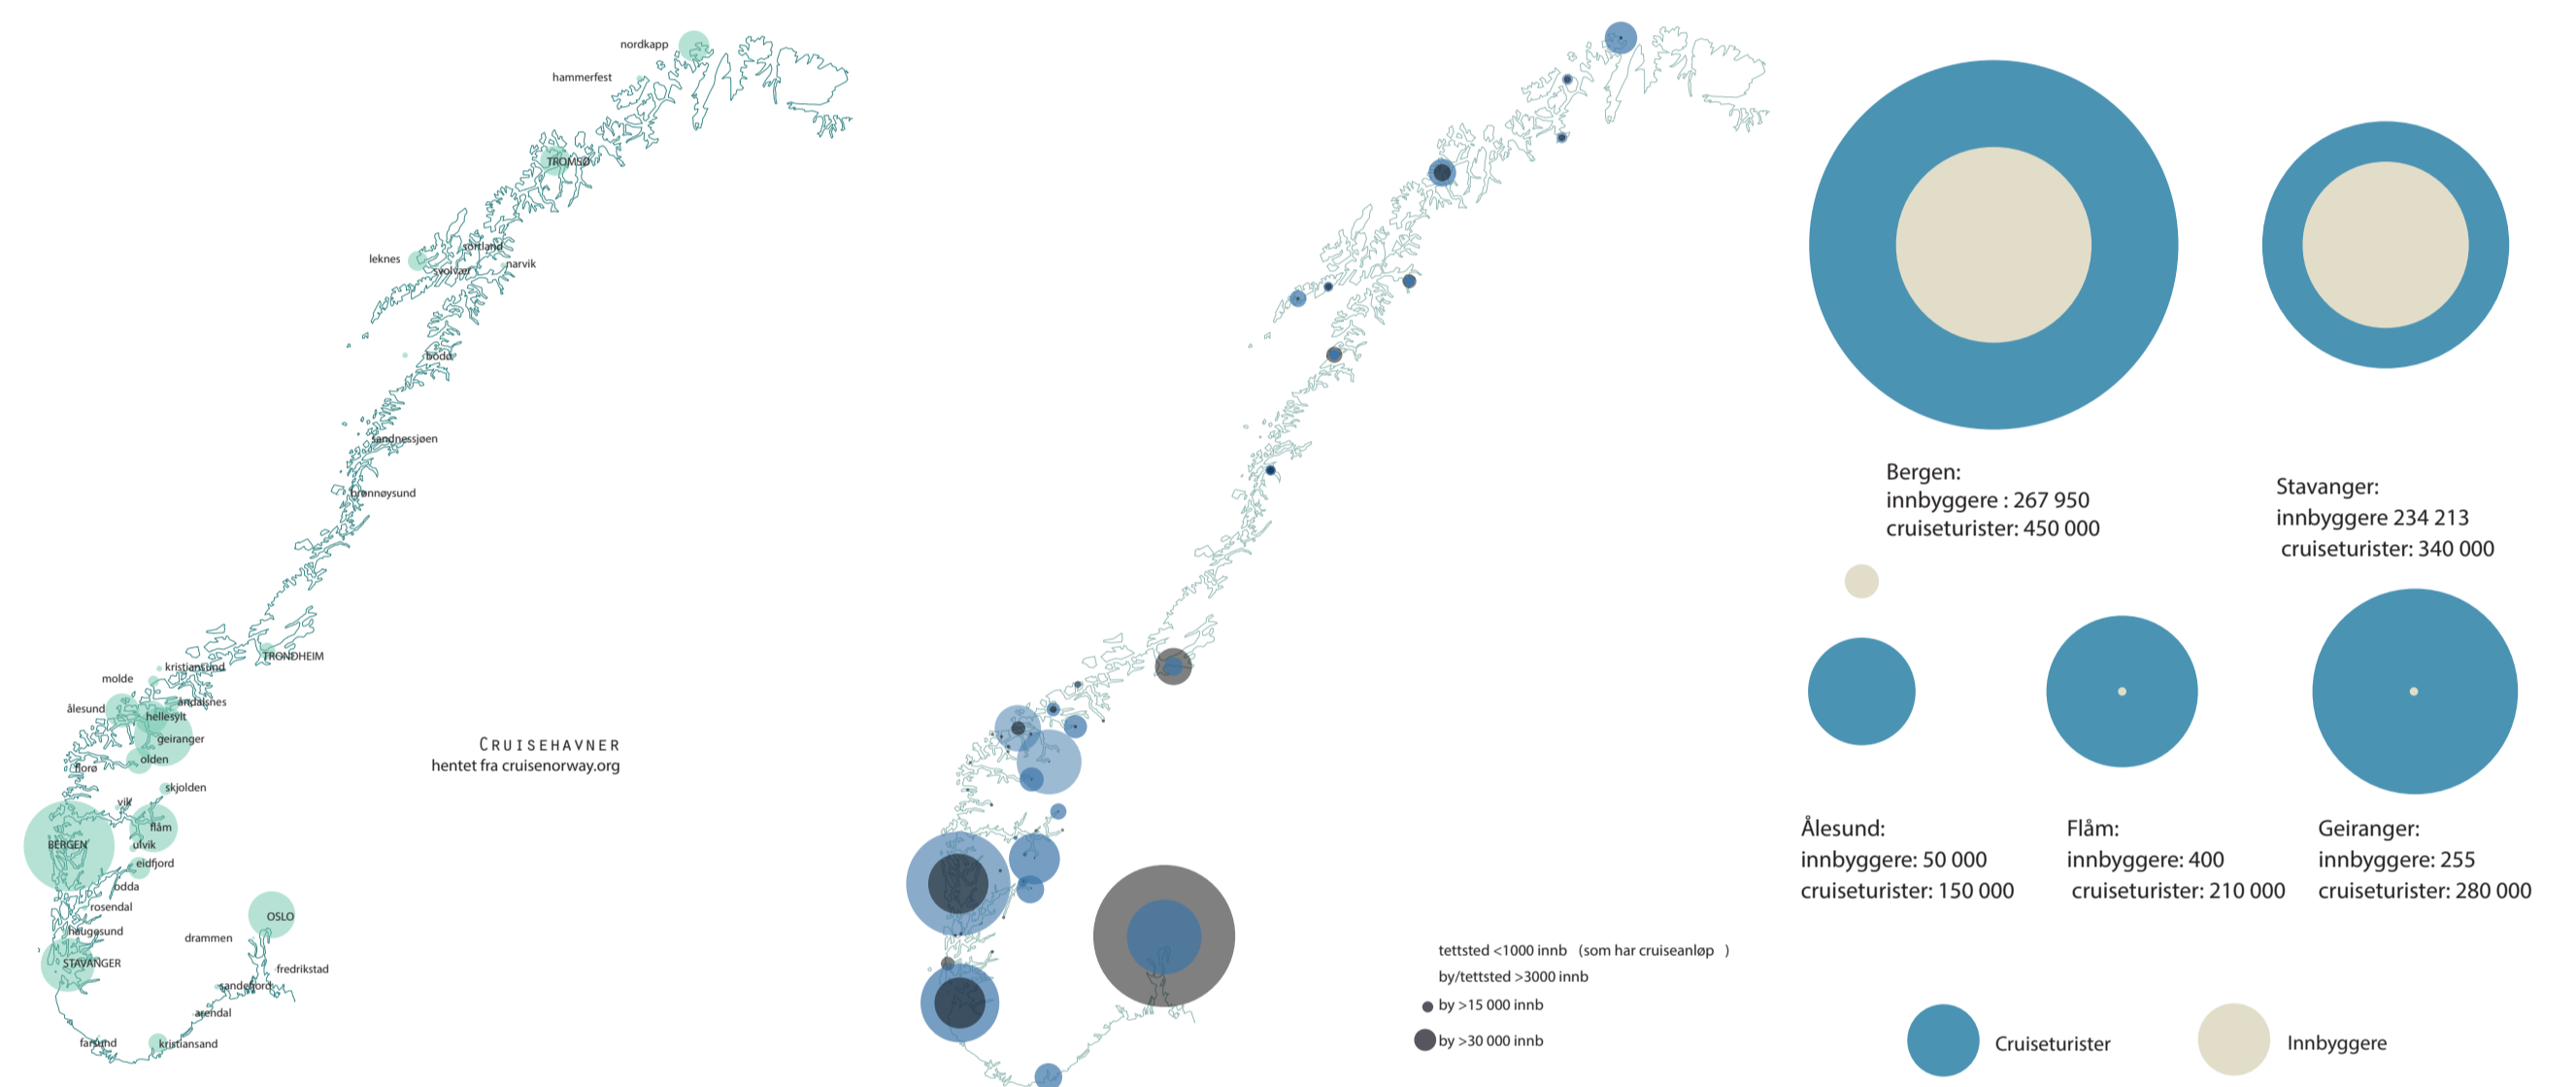 nordkapp
hammerfest
TROMSØ
sortland
leknes
svolvær
narvik
bodø
sandnessjøen
brønnøysund
TRONDHEIM
kristiansund
molde
åndalsnes
ålesund
hellesylt
geiranger
olden
florø
skjolden
vik
flåm
BERGEN
ulvik
eidfjord
odda
rosendal
OSLO
haugesund
drammen
STAVANGER
fredrikstad
sandefjord
arendal
farsund
kristiansand
CRUISEHAVNER
hentet fra cruisenorway.org
tettsted <1000 innb (som har cruiseanløp )
by/tettsted >3000 innb
by >15 000 innb
by >30 000 innb
Bergen:
innbyggere : 267 950
cruiseturister: 450 000
Stavanger:
innbyggere 234 213
cruiseturister: 340 000
Ålesund:
innbyggere: 50 000
cruiseturister: 150 000
Flåm:
innbyggere: 400
cruiseturister: 210 000
Geiranger:
innbyggere: 255
cruiseturister: 280 000
Cruiseturister
Innbyggere